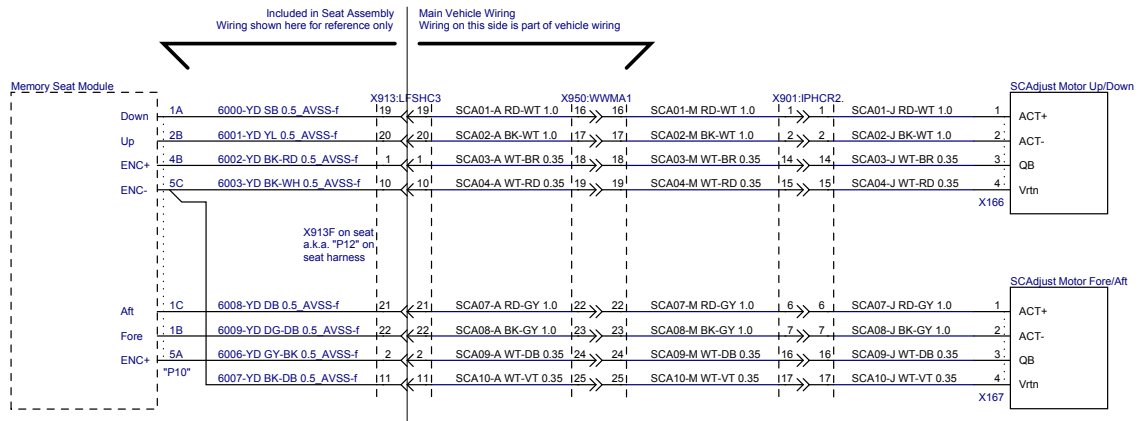 Included in Seat Assembly
Wiring shown here for reference only
Main Vehicle Wiring
Wiring on this side is part of vehicle wiring
Memory Seat Module
X913:LFSHC3
X950:WWMA1
X901:IPHCR2.
SCAdjust Motor Up/Down
Down 1A 6000-YD SB 0.5_AVSS-f 19 19 SCA01-A RD-WT 1.0 16 16 SCA01-M RD-WT 1.0 1 1 SCA01-J RD-WT 1.0 1 ACT+
Up 2B 6001-YD YL 0.5_AVSS-f 20 20 SCA02-A BK-WT 1.0 17 17 SCA02-M BK-WT 1.0 2 2 SCA02-J BK-WT 1.0 2 ACT-
ENC+ 4B 6002-YD BK-RD 0.5_AVSS-f 1 1 SCA03-A WT-BR 0.35 18 18 SCA03-M WT-BR 0.35 14 14 SCA03-J WT-BR 0.35 3 QB
ENC- 5C 6003-YD BK-WH 0.5_AVSS-f 10 10 SCA04-A WT-RD 0.35 19 19 SCA04-M WT-RD 0.35 15 15 SCA04-J WT-RD 0.35 4 Vrtn
X166
X913F on seat
a.k.a. "P12" on
seat harness
SCAdjust Motor Fore/Aft
Aft 1C 6008-YD DB 0.5_AVSS-f 21 21 SCA07-A RD-GY 1.0 22 22 SCA07-M RD-GY 1.0 6 6 SCA07-J RD-GY 1.0 1 ACT+
Fore 1B 6009-YD DG-DB 0.5_AVSS-f 22 22 SCA08-A BK-GY 1.0 23 23 SCA08-M BK-GY 1.0 7 7 SCA08-J BK-GY 1.0 2 ACT-
ENC+ 5A 6006-YD GY-BK 0.5_AVSS-f 2 2 SCA09-A WT-DB 0.35 24 24 SCA09-M WT-DB 0.35 16 16 SCA09-J WT-DB 0.35 3 QB
"P10" 6007-YD BK-DB 0.5_AVSS-f 11 11 SCA10-A WT-VT 0.35 25 25 SCA10-M WT-VT 0.35 17 17 SCA10-J WT-VT 0.35 4 Vrtn
X167